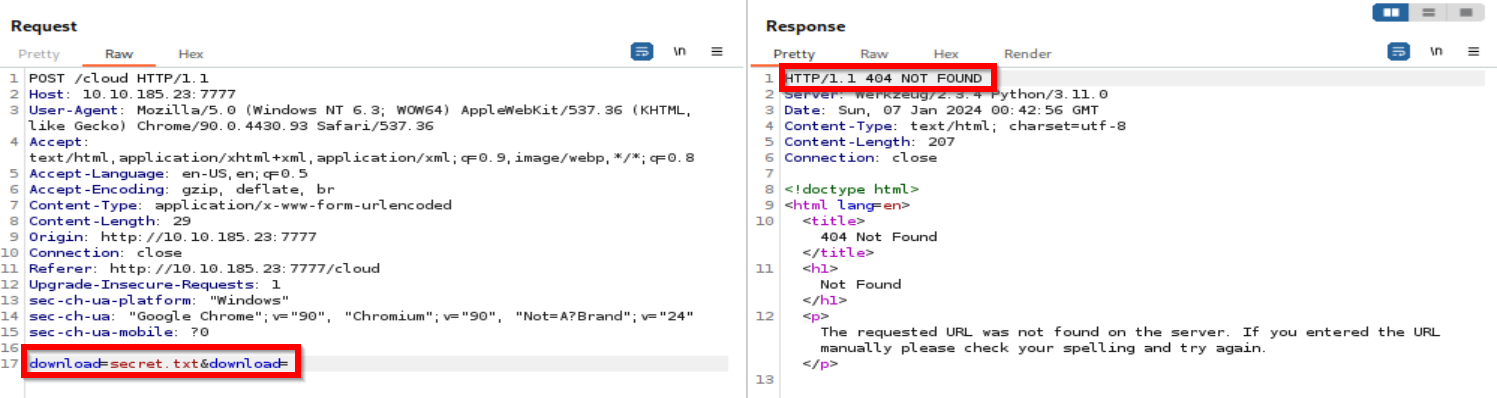 Request
Pretty Raw Hex \n
1 POST /cloud HTTP/1.1
2 Host: 10.10.185.23:7777
3 User-Agent: Mozilla/5.0 (Windows NT 6.3; WOW64) AppleWebKit/537.36 (KHTML,
like Gecko) Chrome/90.0.4430.93 Safari/537.36
4 Accept:
text/html,application/xhtml+xml,application/xml;q=0.9,image/webp,*/*;q=0.8
5 Accept-Language: en-US,en;q=0.5
6 Accept-Encoding: gzip, deflate, br
7 Content-Type: application/x-www-form-urlencoded
8 Content-Length: 29
9 Origin: http://10.10.185.23:7777
10 Connection: close
11 Referer: http://10.10.185.23:7777/cloud
12 Upgrade-Insecure-Requests: 1
13 sec-ch-ua-platform: "Windows"
14 sec-ch-ua: "Google Chrome";v="90", "Chromium";v="90", "Not=A?Brand";v="24"
15 sec-ch-ua-mobile: ?0
16
17 download=secret.txt&download=
Response
Pretty Raw Hex Render \n
1 HTTP/1.1 404 NOT FOUND
2 Server: Werkzeug/2.3.4 Python/3.11.0
3 Date: Sun, 07 Jan 2024 00:42:56 GMT
4 Content-Type: text/html; charset=utf-8
5 Content-Length: 207
6 Connection: close
7
8 <!doctype html>
9 <html lang=en>
10 <title>
404 Not Found
</title>
11 <h1>
Not Found
</h1>
12 <p>
The requested URL was not found on the server. If you entered the URL
manually please check your spelling and try again.
</p>
13